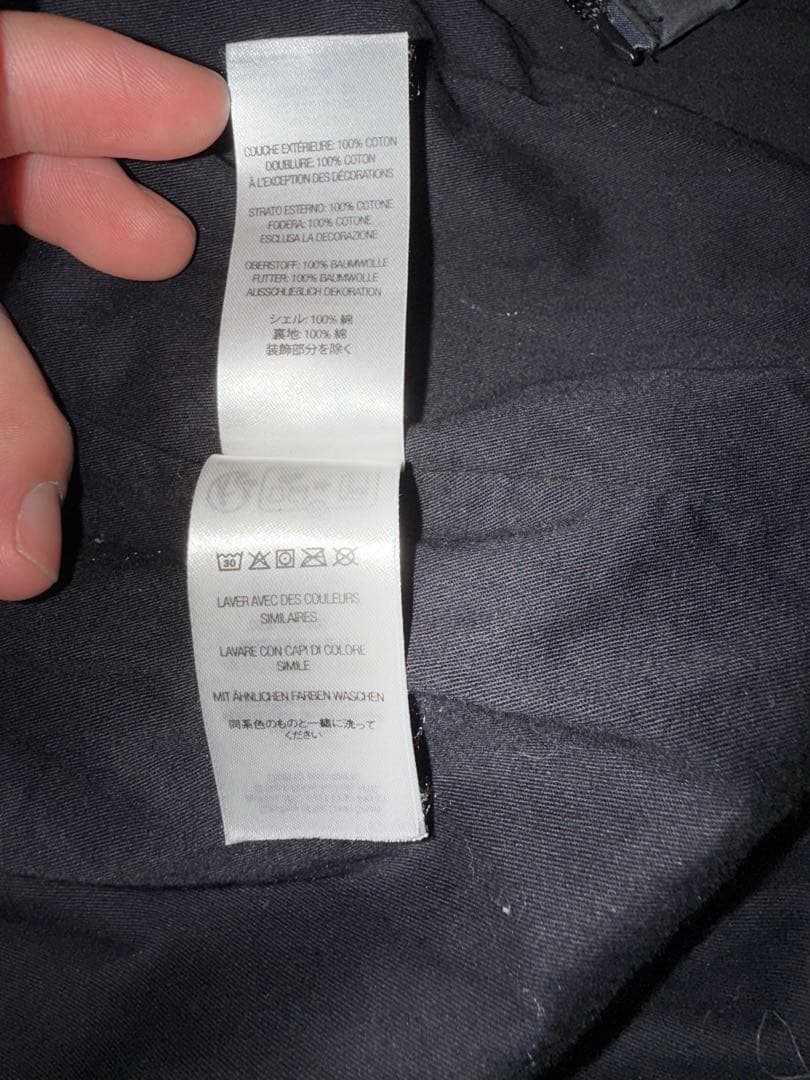 COUCHE EXTÉRIEURE: 100% COTON
DOUBLURE: 100% COTON
À L'EXCEPTION DES DÉCORATIONS
STRATO ESTERNO: 100% COTONE
FODERA: 100% COTONE
ESCLUSA LA DECORAZIONE
OBERSTOFF: 100% BAUMWOLLE
FUTTER: 100% BAUMWOLLE
AUSSCHLIEBLICH DEKORATION
シェル: 100% 綿
裏地: 100% 綿
装飾部分を除く
30
LAVER AVEC DES COULEURS
SIMILAIRES
LAVARE CON CAPI DI COLORE
SIMILE
MIT ÄHNLICHEN FARBEN WASCHEN
同系色のものと一緒に洗って
ください